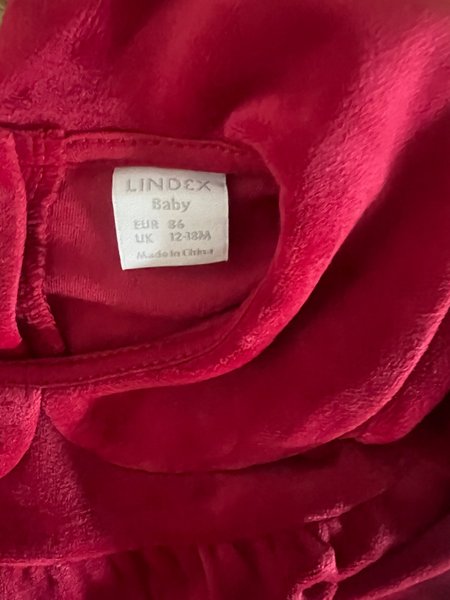 LINDEX
Baby
EUR 86
UK 12-18M
Made in China